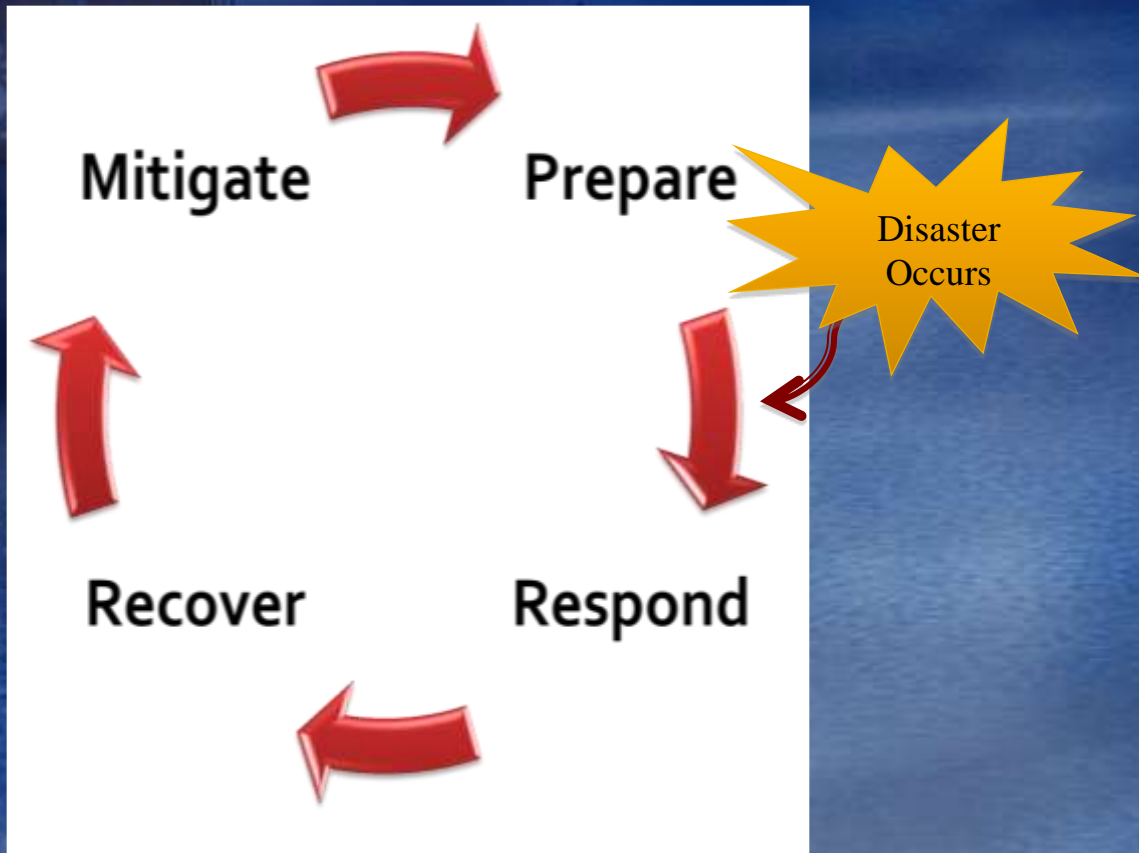 Mitigate
Prepare
Disaster
Occurs
Recover
Respond